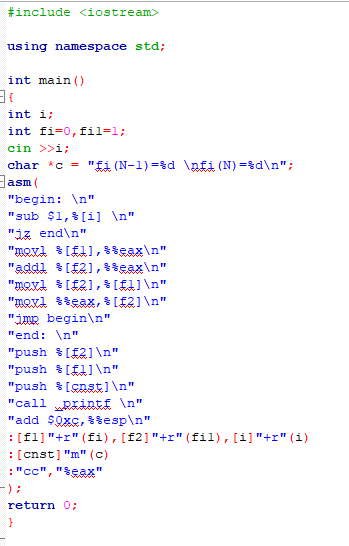 #include <iostream>
using namespace std;
int main()
{
int i;
int fi=0,fil=1;
cin >>i;
char *c = "fi(N-1)=%d \nfi(N)=%d\n";
asm(
"begin: \n"
"sub $1,%[i] \n"
"jz end\n"
"movl %[f1],%%eax\n"
"addl %[f2],%%eax\n"
"movl %[f2],%[f1]\n"
"movl %%eax,%[f2]\n"
"jmp begin\n"
"end: \n"
"push %[f2]\n"
"push %[f1]\n"
"push %[cnst]\n"
"call _printf \n"
"add $0xc,%%esp\n"
:[f1]"+r"(fi),[f2]"+r"(fil),[i]"+r"(i)
:[cnst]"m"(c)
:"cc","%eax"
);
return 0;
}